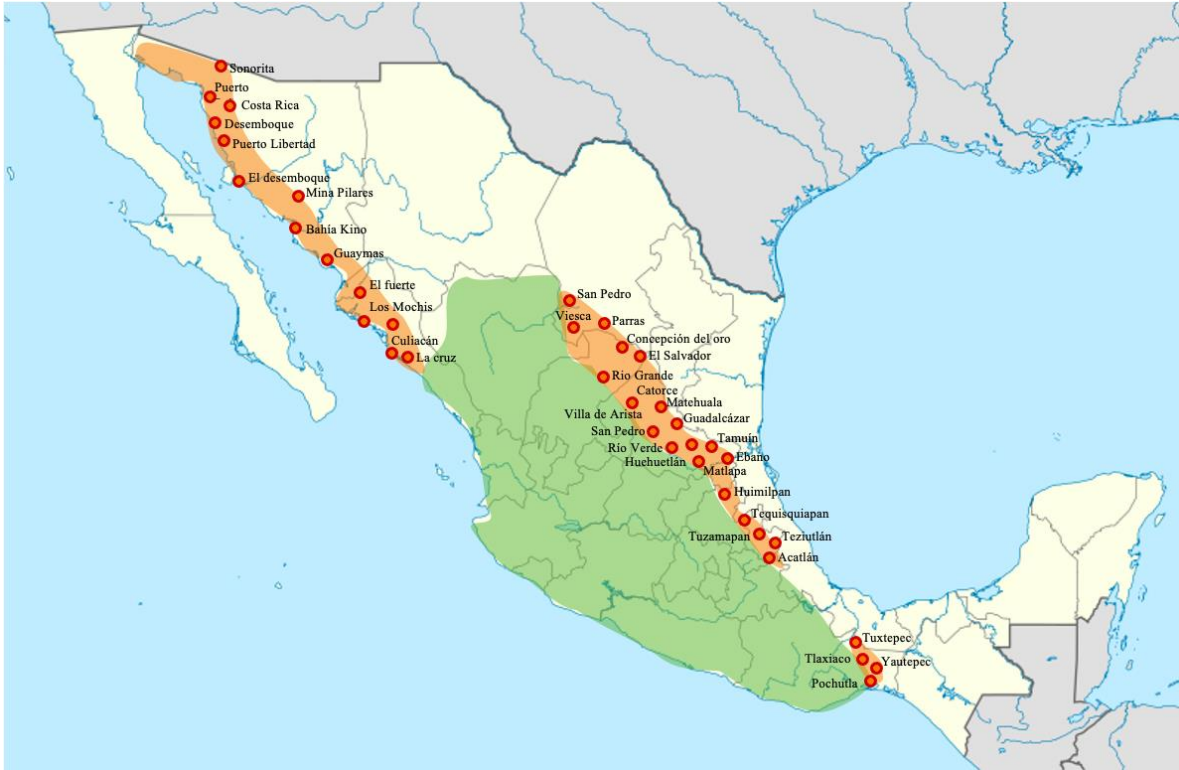 Sonorita
Puerto
Costa Rica
Desemboque
Puerto Libertad
El desemboque
Mina Pilares
Bahía Kino
Guaymas
El fuerte
Los Mochis
Culiacán
La cruz
San Pedro
Viesca
Parras
Concepción del oro
El Salvador
Rio Grande
Catorce
Matehuala
Villa de Arista
Guadalcázar
San Pedro
Tamuín
Río Verde
Ebano
Huehuetlán
Matlapa
Huimilpan
Tequisquiapan
Tuzamapan
Teziutlán
Acatlán
Tuxtepec
Tlaxiaco
Yautepec
Pochutla